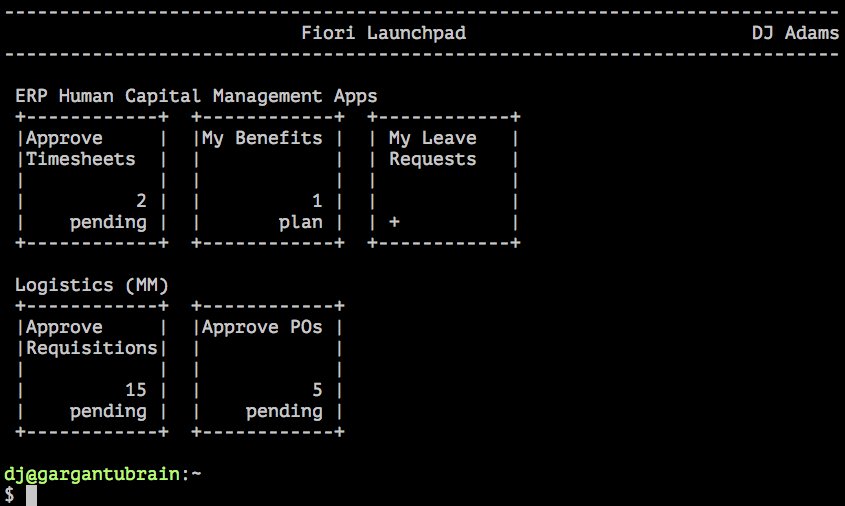 --------------------------------------------------------------------------
Fiori Launchpad DJ Adams
--------------------------------------------------------------------------
ERP Human Capital Management Apps
+------------+  +------------+  +------------+
|Approve     |  |My Benefits |  | My Leave   |
|Timesheets  |  |            |  | Requests   |
|            |  |            |  |            |
|          2 |  |          1 |  |            |
|    pending |  |       plan |  | +          |
+------------+  +------------+  +------------+
Logistics (MM)
+------------+  +------------+
|Approve     |  |Approve POs |
|Requisitions|  |            |
|            |  |            |
|         15 |  |          5 |
|    pending |  |    pending |
+------------+  +------------+
dj@gargantubrain:~
$